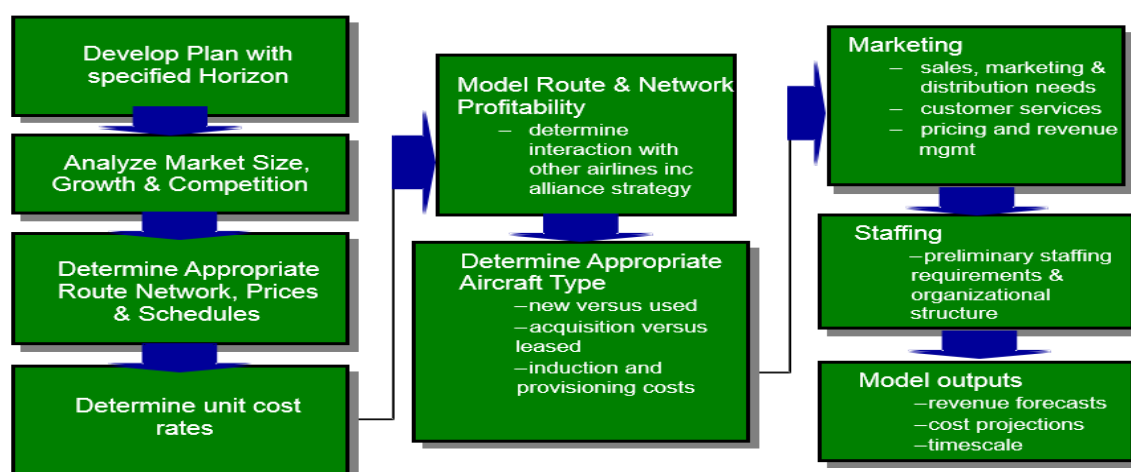 Develop Plan with
specified Horizon
Analyze Market Size,
Growth & Competition
Determine Appropriate
Route Network, Prices
& Schedules
Determine unit cost
rates
Model Route & Network
Profitability
– determine
interaction with
other airlines inc
alliance strategy
Determine Appropriate
Aircraft Type
–new versus used
–acquisition versus
leased
–induction and
provisioning costs
Marketing
– sales, marketing &
distribution needs
– customer services
– pricing and revenue
mgmt
Staffing
–preliminary staffing
requirements &
organizational
structure
Model outputs
–revenue forecasts
–cost projections
–timescale